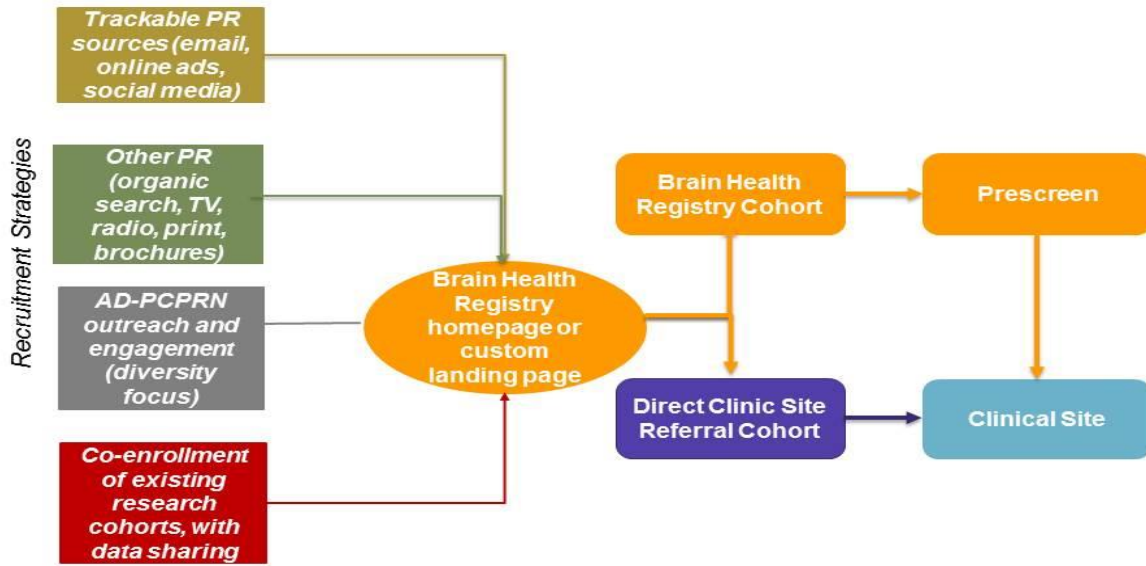 Recruitment Strategies
Trackable PR
sources (email,
online ads,
social media)
Other PR
(organic
search, TV,
radio, print,
brochures)
AD-PCPRN
outreach and
engagement
(diversity
focus)
Co-enrollment
of existing
research
cohorts, with
data sharing
Brain Health
Registry
homepage or
custom
landing page
Brain Health
Registry Cohort
Prescreen
Direct Clinic Site
Referral Cohort
Clinical Site